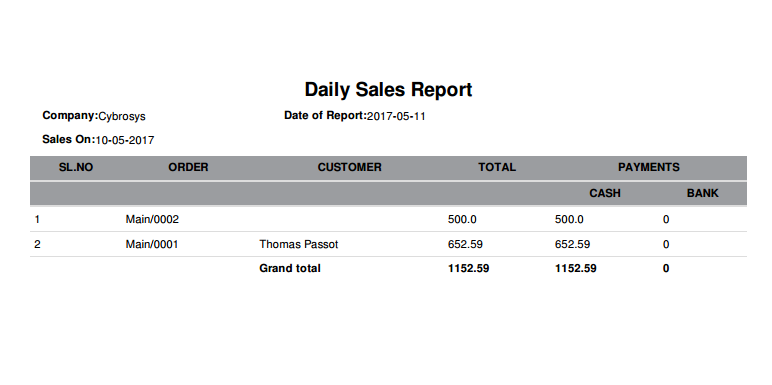 Daily Sales Report
Company:Cybrosys Date of Report:2017-05-11
Sales On:10-05-2017
SL.NO ORDER CUSTOMER TOTAL PAYMENTS
CASH BANK
1 Main/0002 500.0 500.0 0
2 Main/0001 Thomas Passot 652.59 652.59 0
Grand total 1152.59 1152.59 0